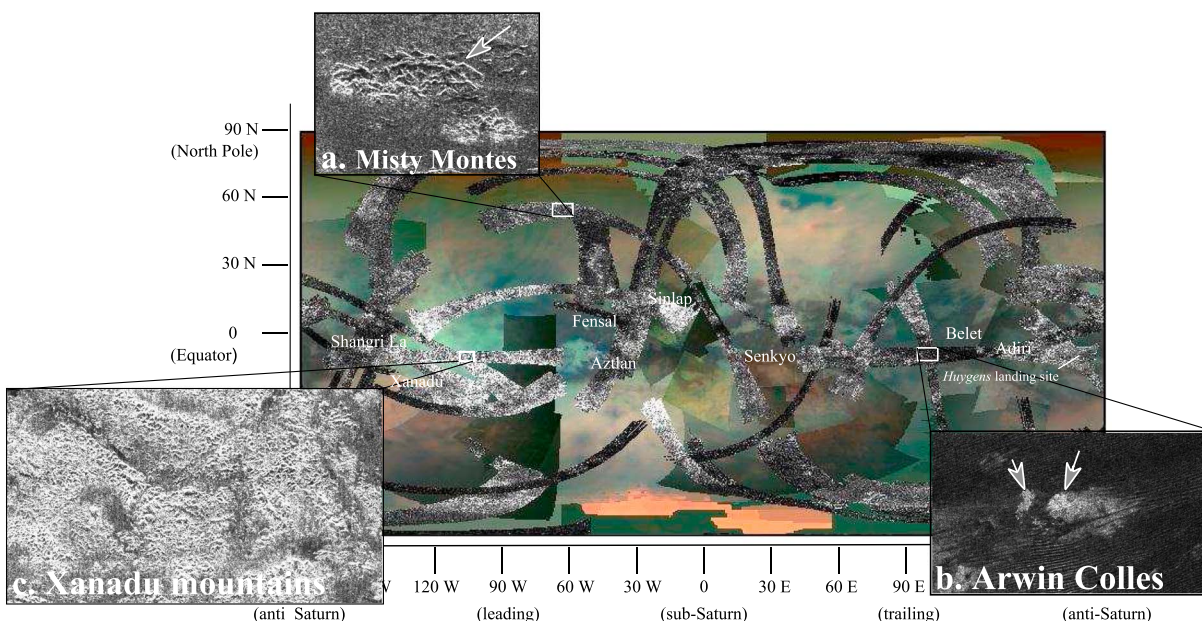 a. Misty Montes
90 N
(North Pole)
60 N
30 N
0
(Equator)
Sinlap
Fensal
Belet
Shangri La
Adiri
Aztlan
Senkyo
Xanadu
Huygens landing site
c. Xanadu mountains
b. Arwin Colles
W
120 W
90 W
60 W
30 W
0
30 E
60 E
90 E
(anti Saturn)
(leading)
(sub-Saturn)
(trailing)
(anti-Saturn)